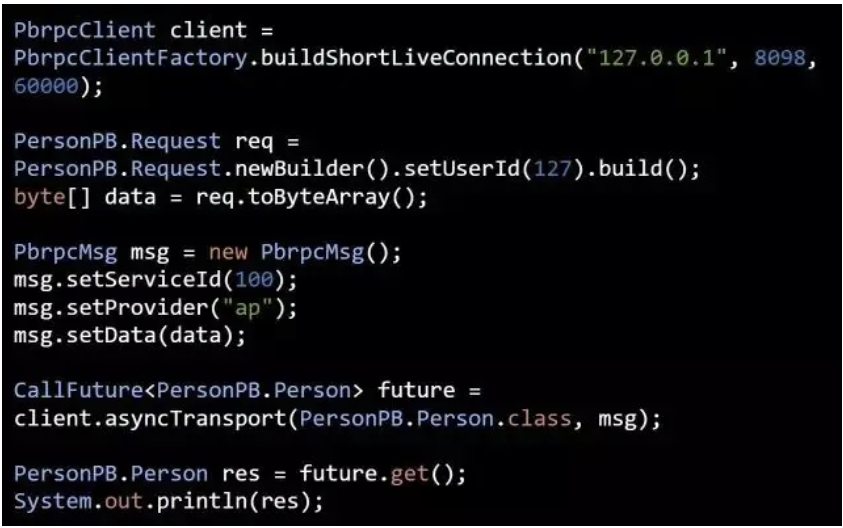 PbrpcClient client =
PbrpcClientFactory.buildShortLiveConnection("127.0.0.1", 8098,
60000);
PersonPB.Request req =
PersonPB.Request.newBuilder().setUserId(127).build();
byte[] data = req.toByteArray();
PbrpcMsg msg = new PbrpcMsg();
msg.setServiceId(100);
msg.setProvider("ap");
msg.setData(data);
CallFuture<PersonPB.Person> future =
client.asyncTransport(PersonPB.Person.class, msg);
PersonPB.Person res = future.get();
System.out.println(res);